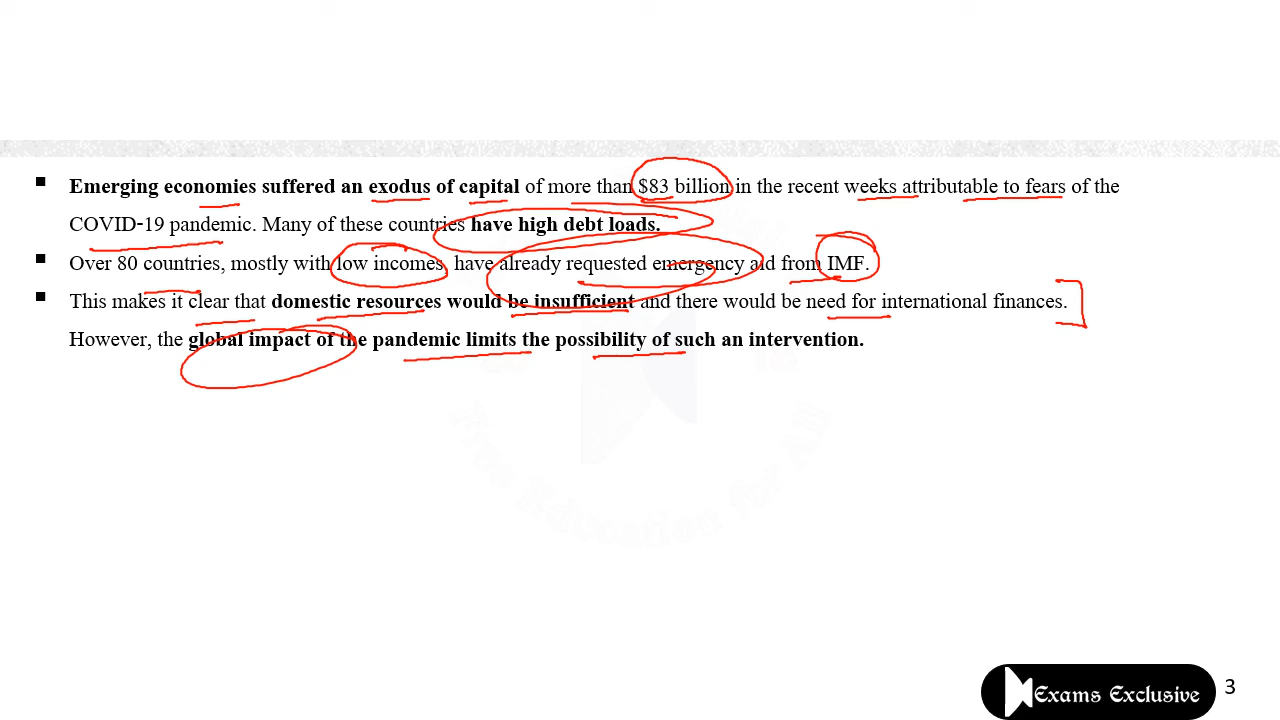 ▪ Emerging economies suffered an exodus of capital of more than $83 billion in the recent weeks attributable to fears of the
COVID-19 pandemic. Many of these countries have high debt loads.
▪ Over 80 countries, mostly with low incomes, have already requested emergency aid from IMF.
▪ This makes it clear that domestic resources would be insufficient and there would be need for international finances.
However, the global impact of the pandemic limits the possibility of such an intervention.
Free Education for All
Exams Exclusive
3